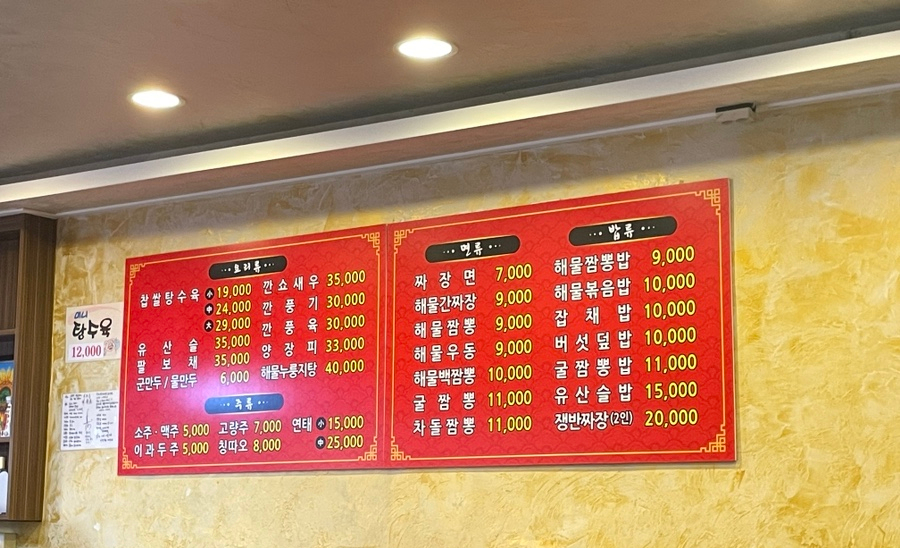 미니
탕수육
12,000
요리류
찹쌀탕수육 小 19,000
中 24,000
大 29,000
유산슬 35,000
팔보채 35,000
군만두 / 물만두 6,000
깐쇼새우 35,000
깐풍기 30,000
깐풍육 30,000
양장피 33,000
해물누룽지탕 40,000
주류
소주 · 맥주 5,000 고량주 7,000 연태 小 15,000
이과두주 5,000 칭따오 8,000 中 25,000
면류
짜장면 7,000
해물간짜장 9,000
해물짬뽕 9,000
해물우동 9,000
해물백짬뽕 10,000
굴짬뽕 11,000
차돌짬뽕 11,000
밥류
해물짬뽕밥 9,000
해물볶음밥 10,000
잡채밥 10,000
버섯덮밥 10,000
굴짬뽕밥 11,000
유산슬밥 15,000
쟁반짜장(2인) 20,000